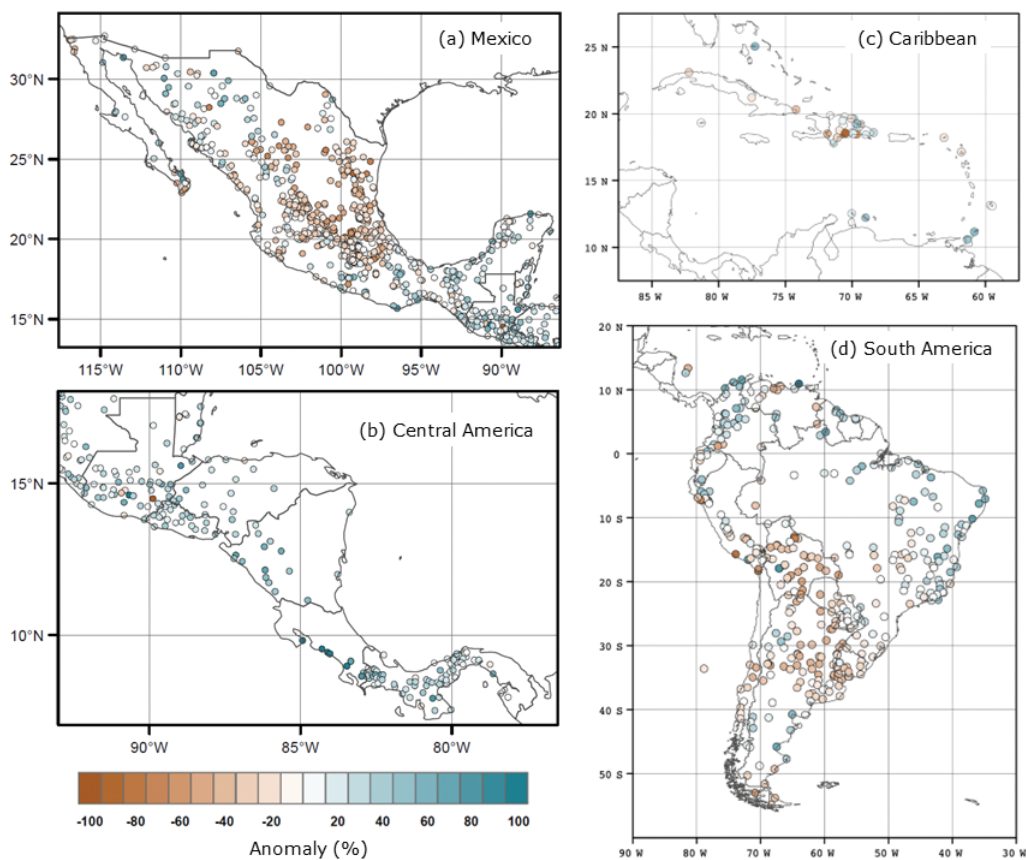 (a) Mexico
30°N
25°N
20°N
15°N
115°W 110°W 105°W 100°W 95°W 90°W
(c) Caribbean
25 N
20 N
15 N
10 N
85 W 80 W 75 W 70 W 65 W 60 W
(b) Central America
15°N
10°N
90°W 85°W 80°W
(d) South America
20 N
10 N
0
10 S
20 S
30 S
40 S
50 S
90 W 80 W 70 W 60 W 50 W 40 W 30 W
-100 -80 -60 -40 -20 0 20 40 60 80 100
Anomaly (%)